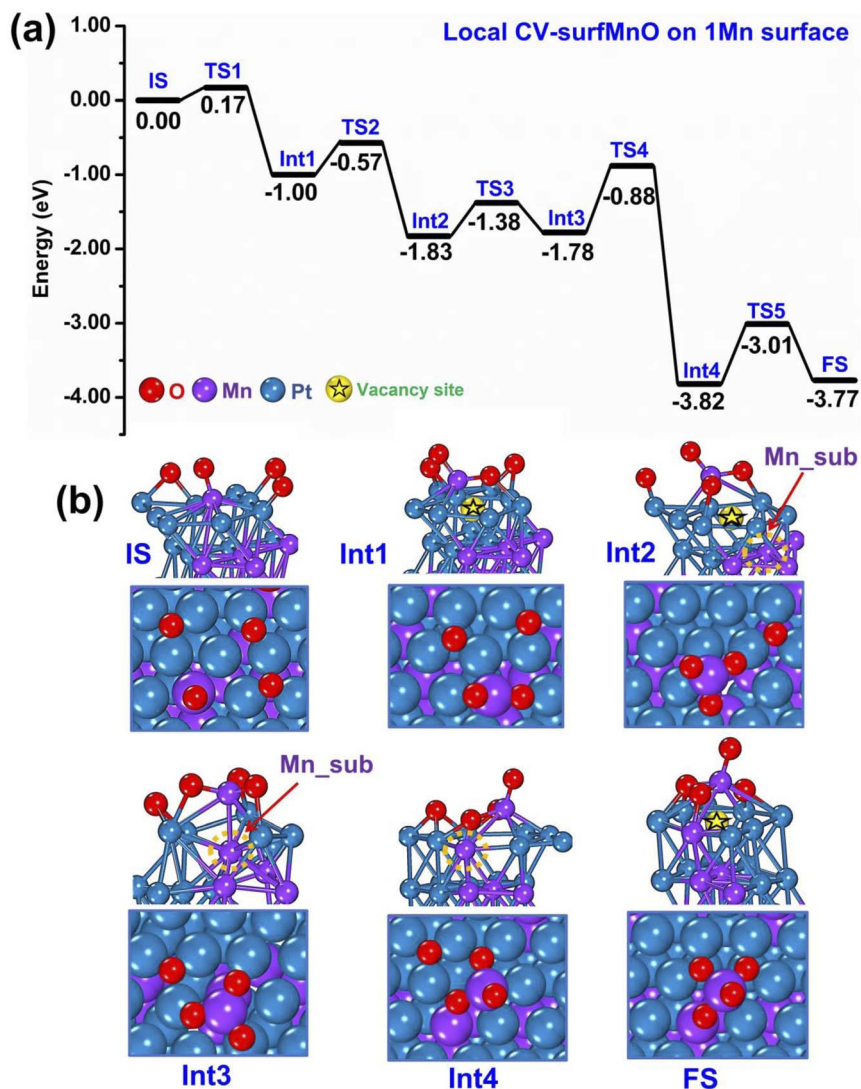 (a)
Local CV-surfMnO on 1Mn surface
Energy (eV)
1.00
0.00
-1.00
-2.00
-3.00
-4.00
IS
0.00
TS1
0.17
Int1
-1.00
TS2
-0.57
Int2
-1.83
TS3
-1.38
Int3
-1.78
TS4
-0.88
Int4
-3.82
TS5
-3.01
FS
-3.77
O Mn Pt Vacancy site
(b)
IS
Int1
Int2
Mn_sub
Mn_sub
Int3
Int4
FS